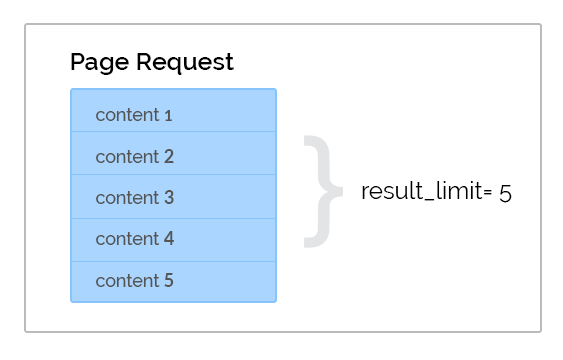 Page Request
content 1
content 2
content 3
content 4
content 5
result_limit= 5